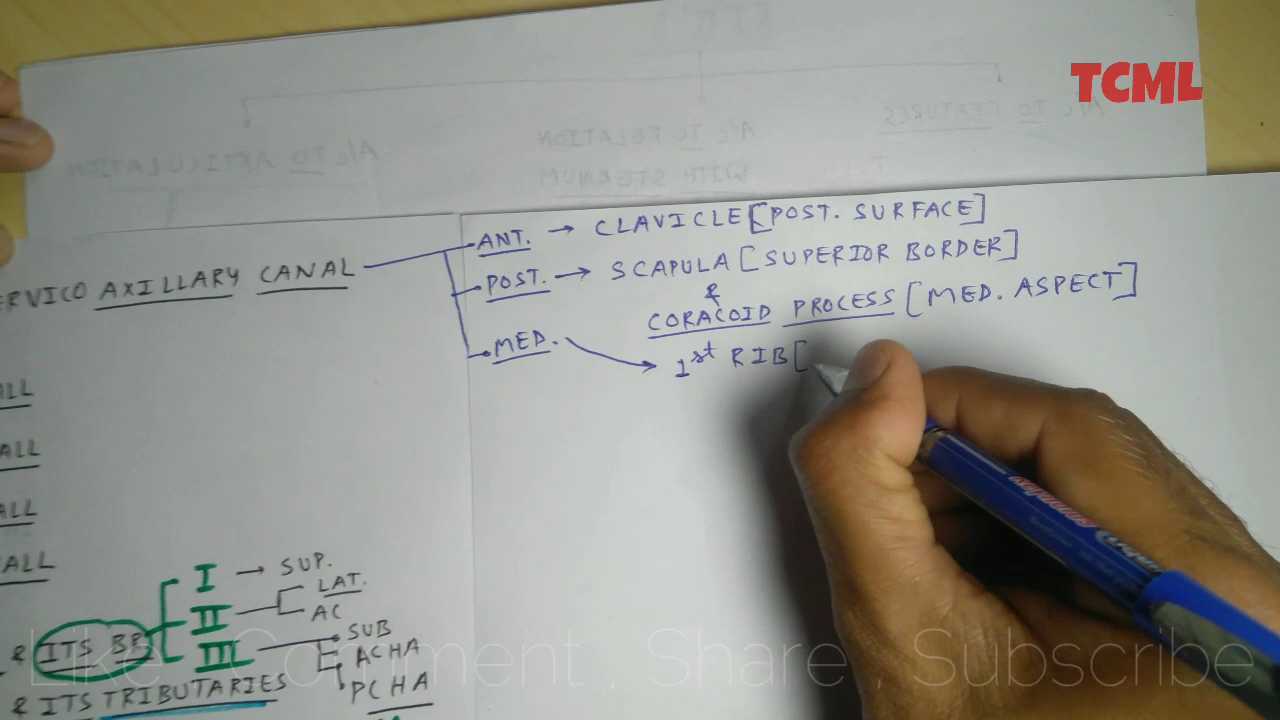 TCML
CLAVICLE [POST. SURFACE]
ANT. →
AXILLARY CANAL
POST. → SCAPULA [SUPERIOR BORDER]
&
CORACOID PROCESS [MED. ASPECT]
MED.
1st RIB [
ALL
ALL
ALL
ALL
I → SUP.
LAT.
II
AC
& ITS BR
III
SUB
ACHA
PCHA
& ITS TRIBUTARIES
Like . Comment . Share . Subscribe